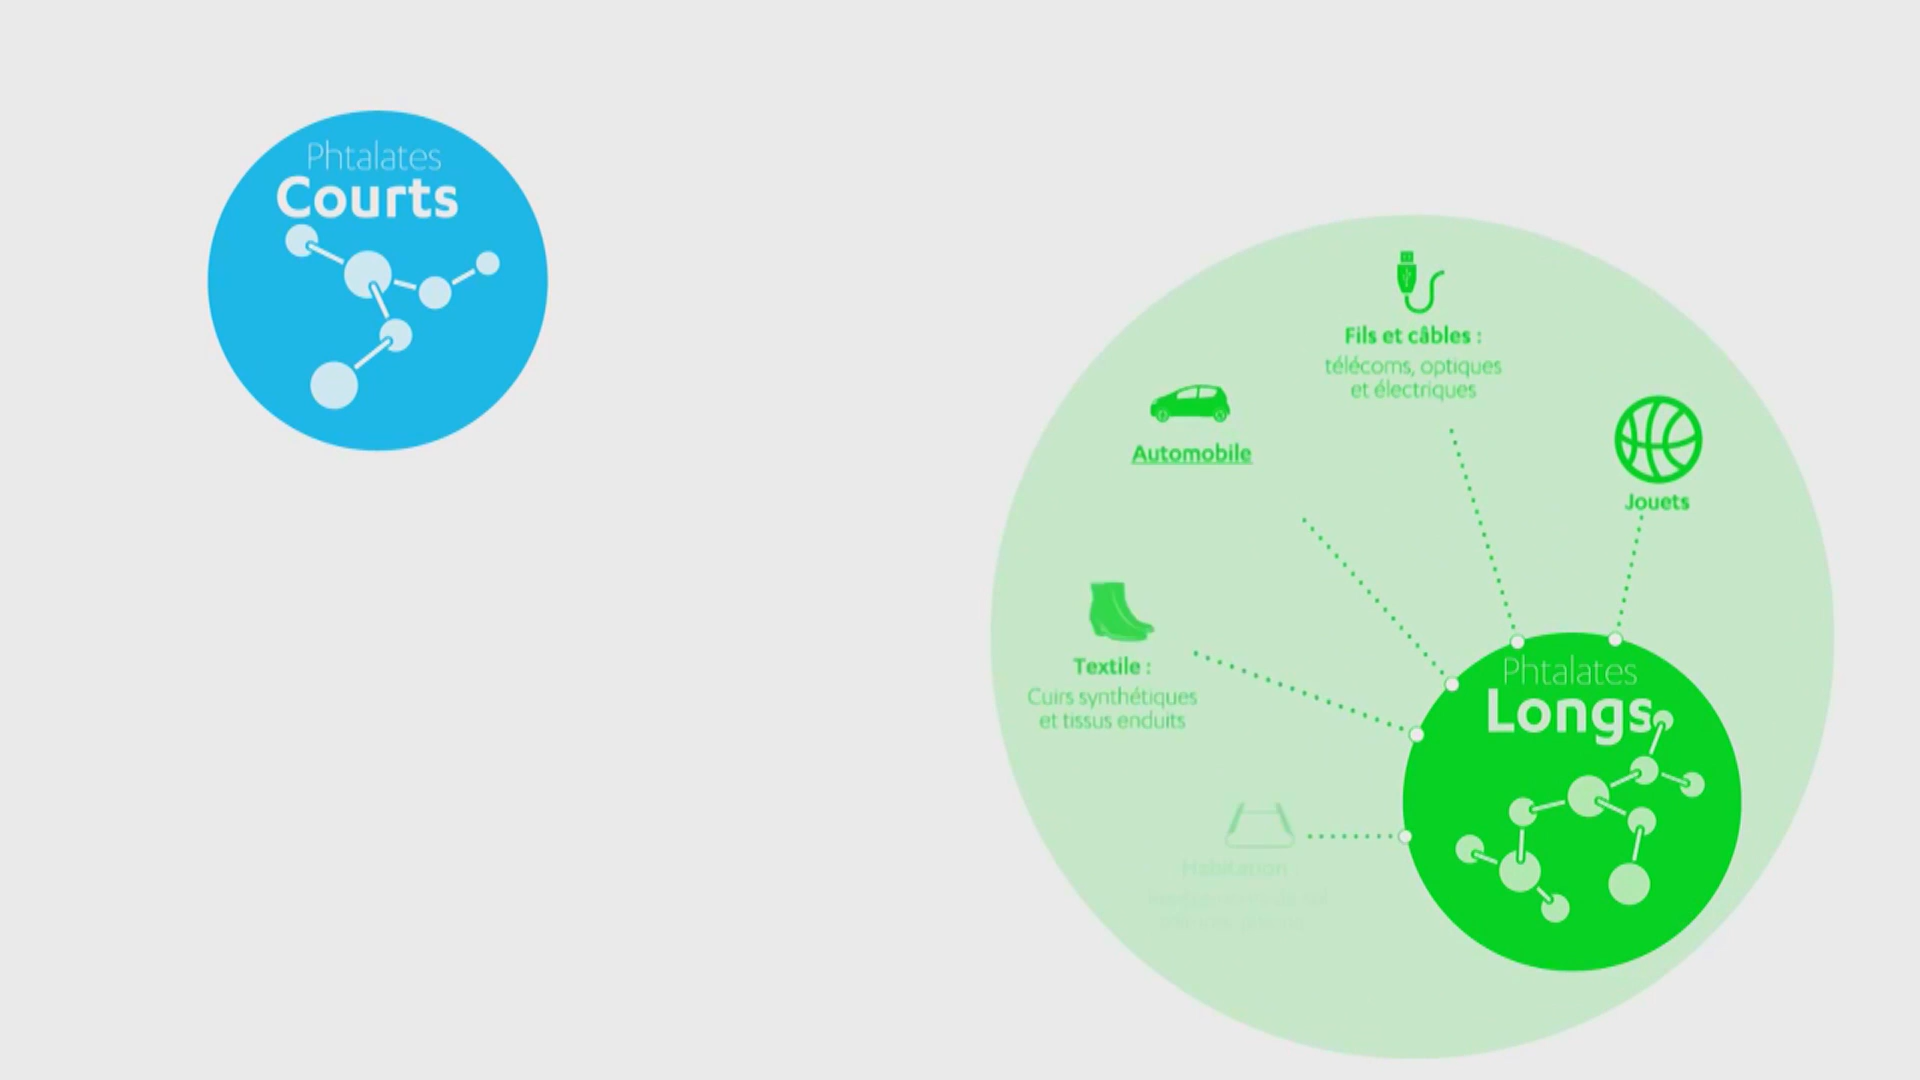 Phtalates
Courts
Fils et câbles :
télécoms, optiques
et électriques
Automobile
Jouets
Textile :
Cuirs synthétiques
et tissus enduits
Phtalates
Longs
Habitation